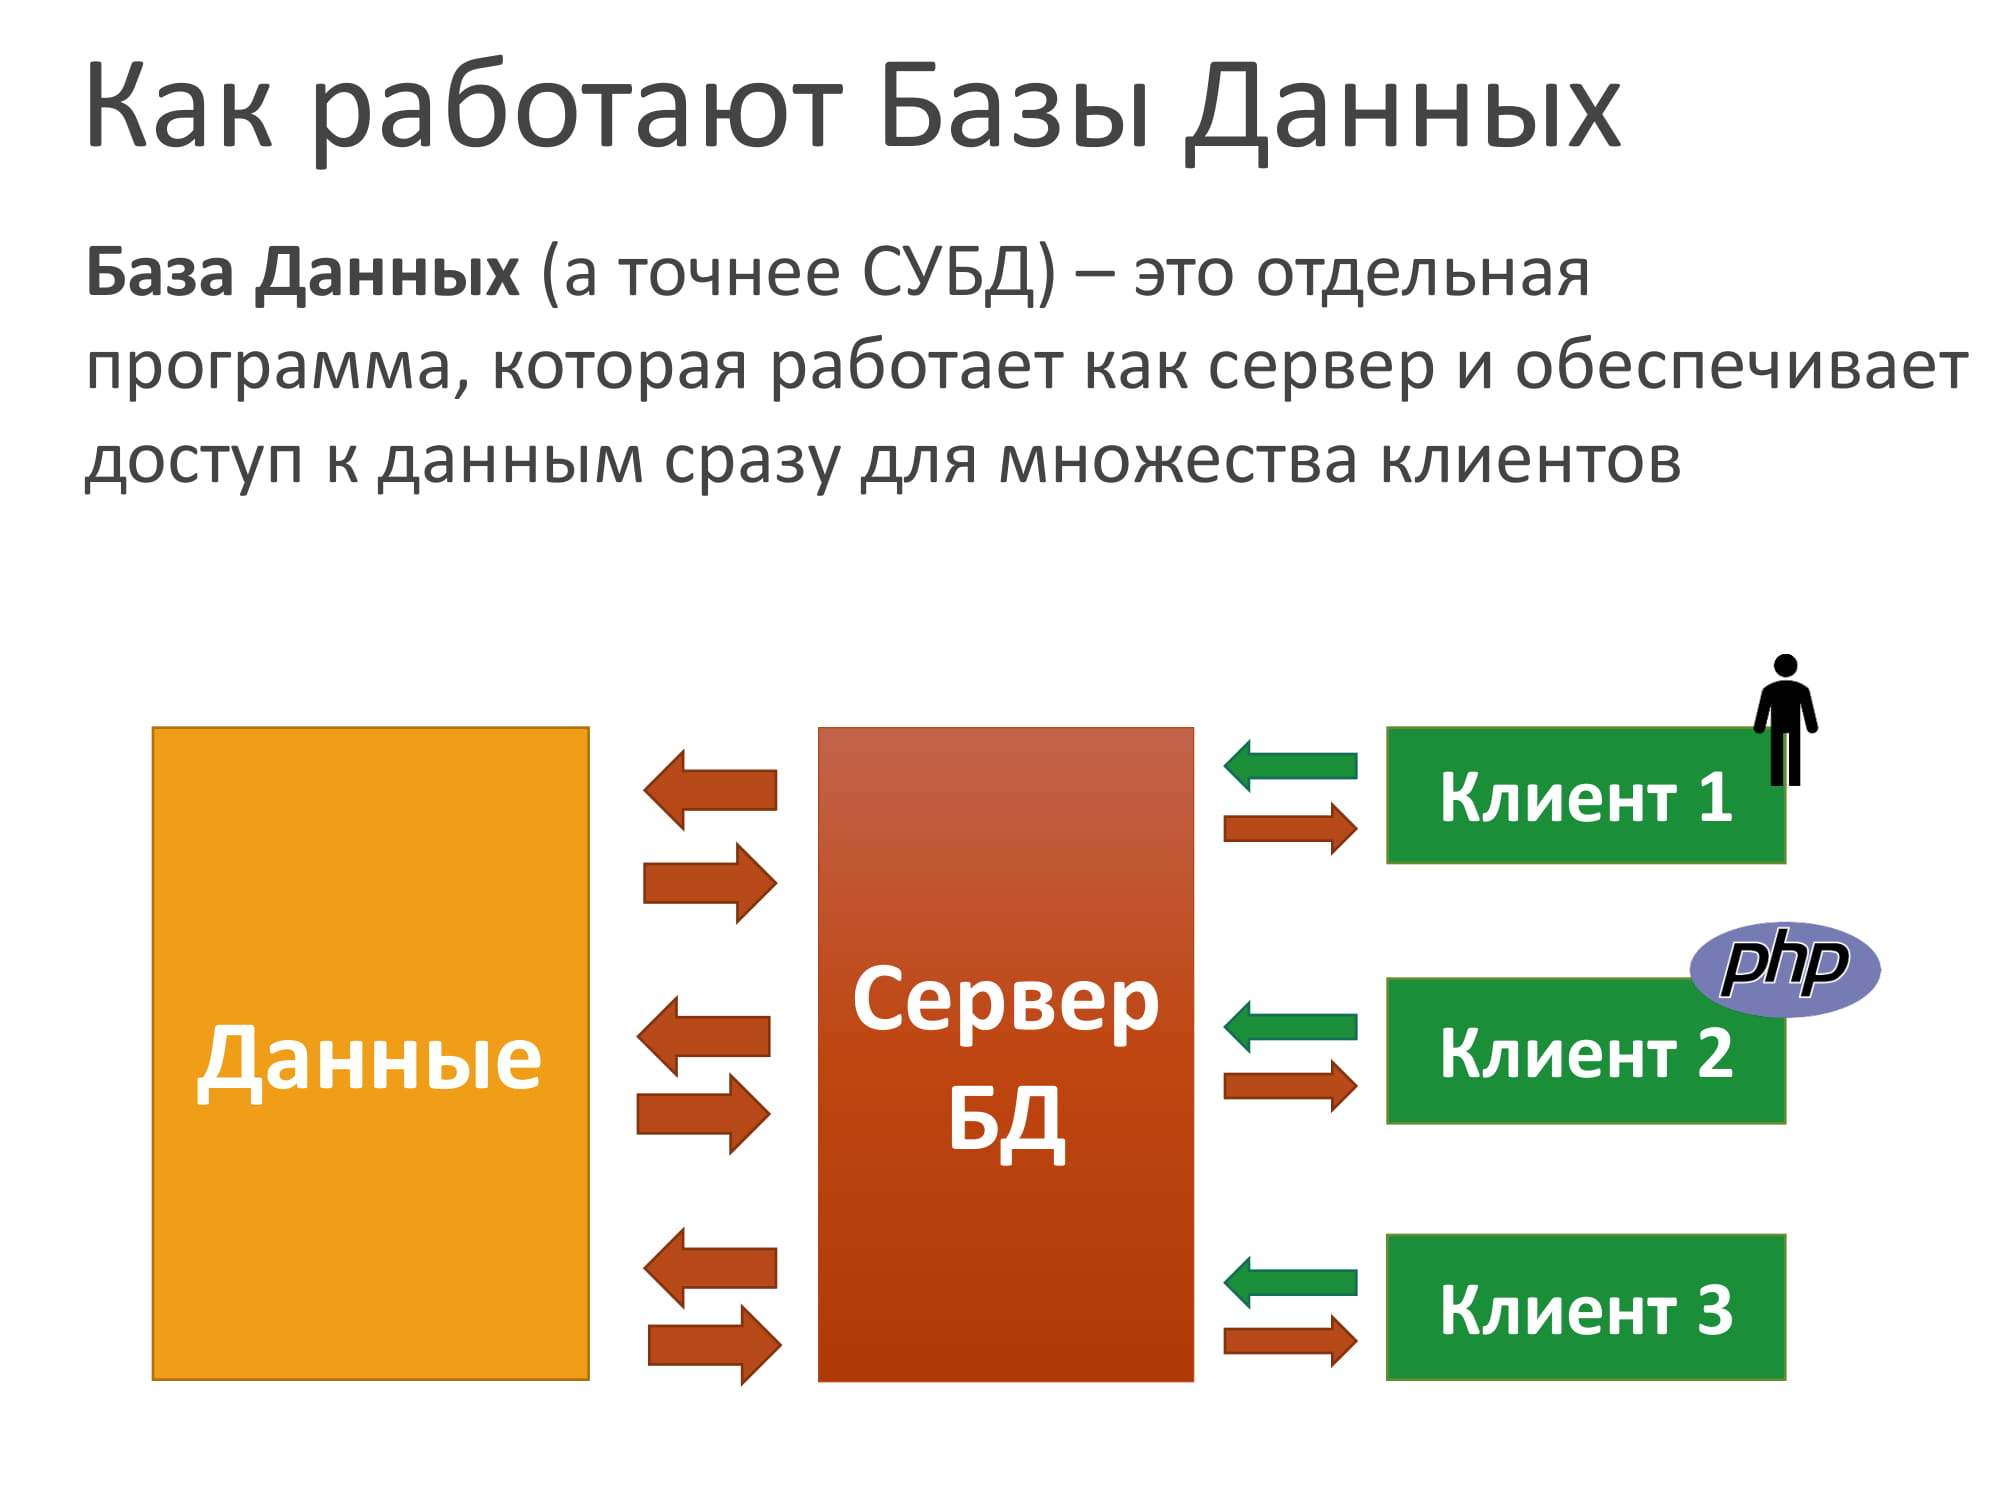 Как работают Базы Данных
База Данных (а точнее СУБД) – это отдельная
программа, которая работает как сервер и обеспечивает
доступ к данным сразу для множества клиентов
Данные
Сервер
БД
Клиент 1
php
Клиент 2
Клиент 3